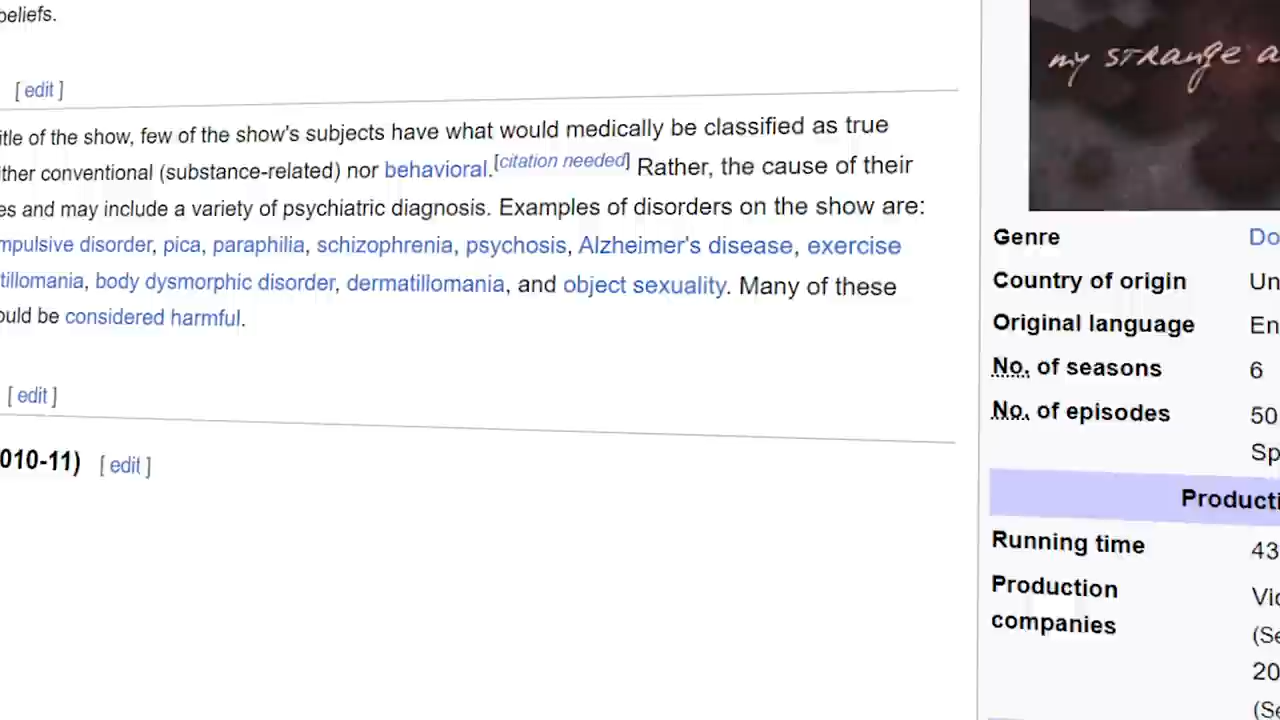 beliefs.
[ edit ]
itle of the show, few of the show's subjects have what would medically be classified as true
ther conventional (substance-related) nor behavioral.[citation needed] Rather, the cause of their
es and may include a variety of psychiatric diagnosis. Examples of disorders on the show are:
mpulsive disorder, pica, paraphilia, schizophrenia, psychosis, Alzheimer's disease, exercise
tillomania, body dysmorphic disorder, dermatillomania, and object sexuality. Many of these
ould be considered harmful.
[ edit ]
010-11) [ edit ]
my strange a
Genre Do
Country of origin Un
Original language En
No. of seasons 6
No. of episodes 50
Sp
Producti
Running time 43
Production Vic
companies (Se
20
(Se